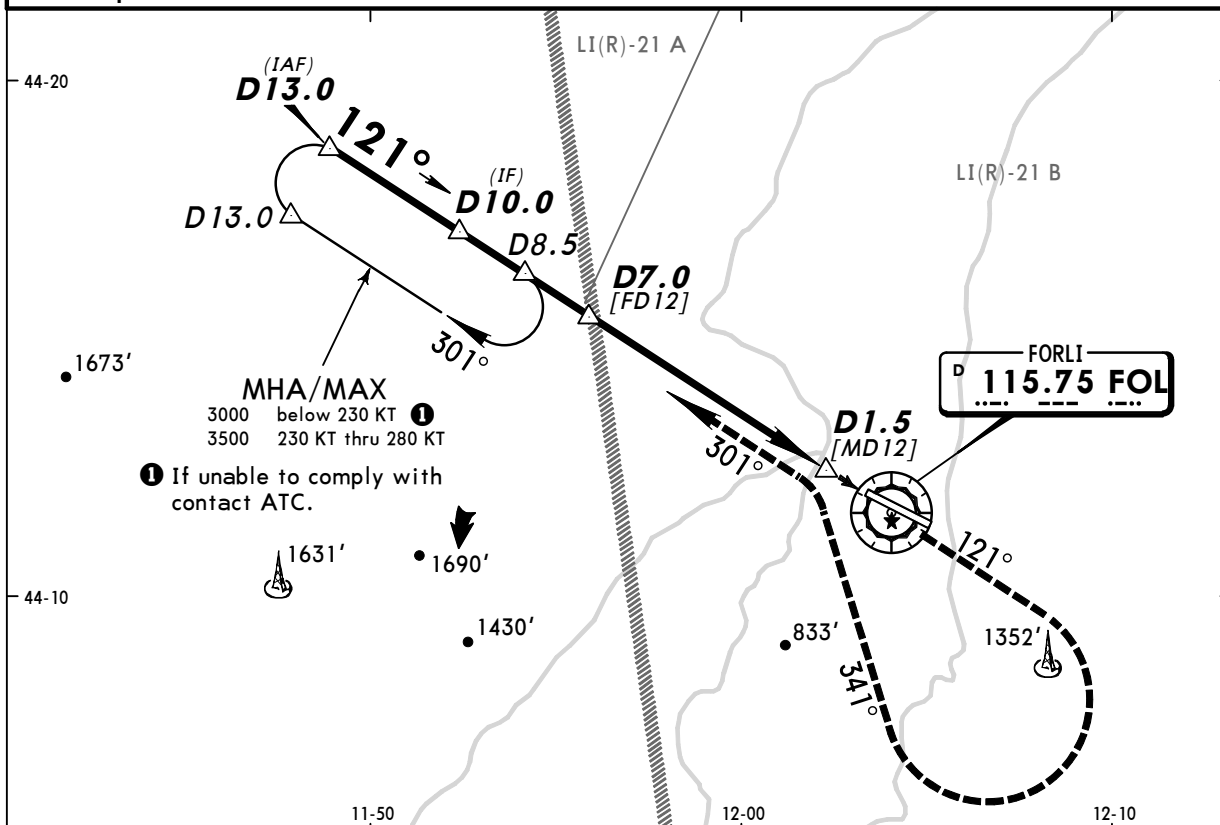 LI(R)-21 A
44-20
(IAF)
D13.0
121°
(IF)
D10.0
LI(R)-21 B
D13.0
D8.5
D7.0
[FD12]
301°
1673'
FORLI
D 115.75 FOL
MHA/MAX
3000 below 230 KT ❶
3500 230 KT thru 280 KT
❶ If unable to comply with
contact ATC.
D1.5
[MD12]
301°
121°
1631'
1690'
44-10
1430'
833'
1352'
341°
11-50
12-00
12-10